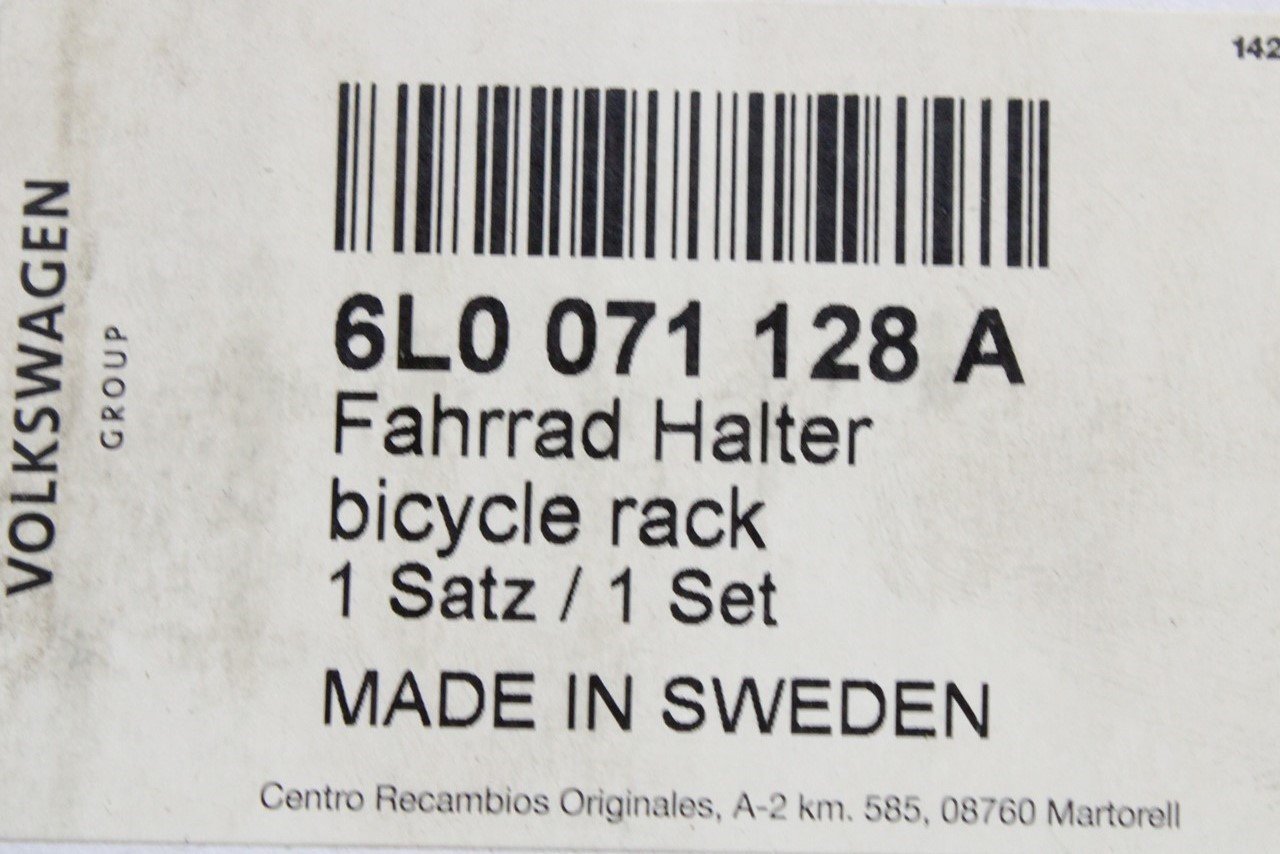 142
VOLKSWAGEN
GROUP
6L0 071 128 A
Fahrrad Halter
bicycle rack
1 Satz / 1 Set
MADE IN SWEDEN
Centro Recambios Originales, A-2 km. 585, 08760 Martorell